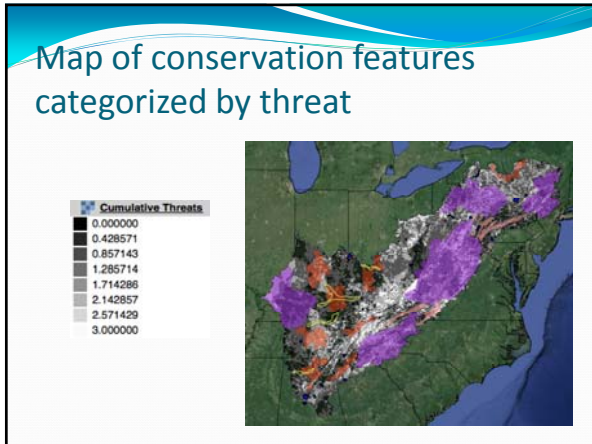 Map of conservation features
categorized by threat
Cumulative Threats
0.000000
0.428571
0.857143
1.285714
1.714286
2.142857
2.571429
3.000000